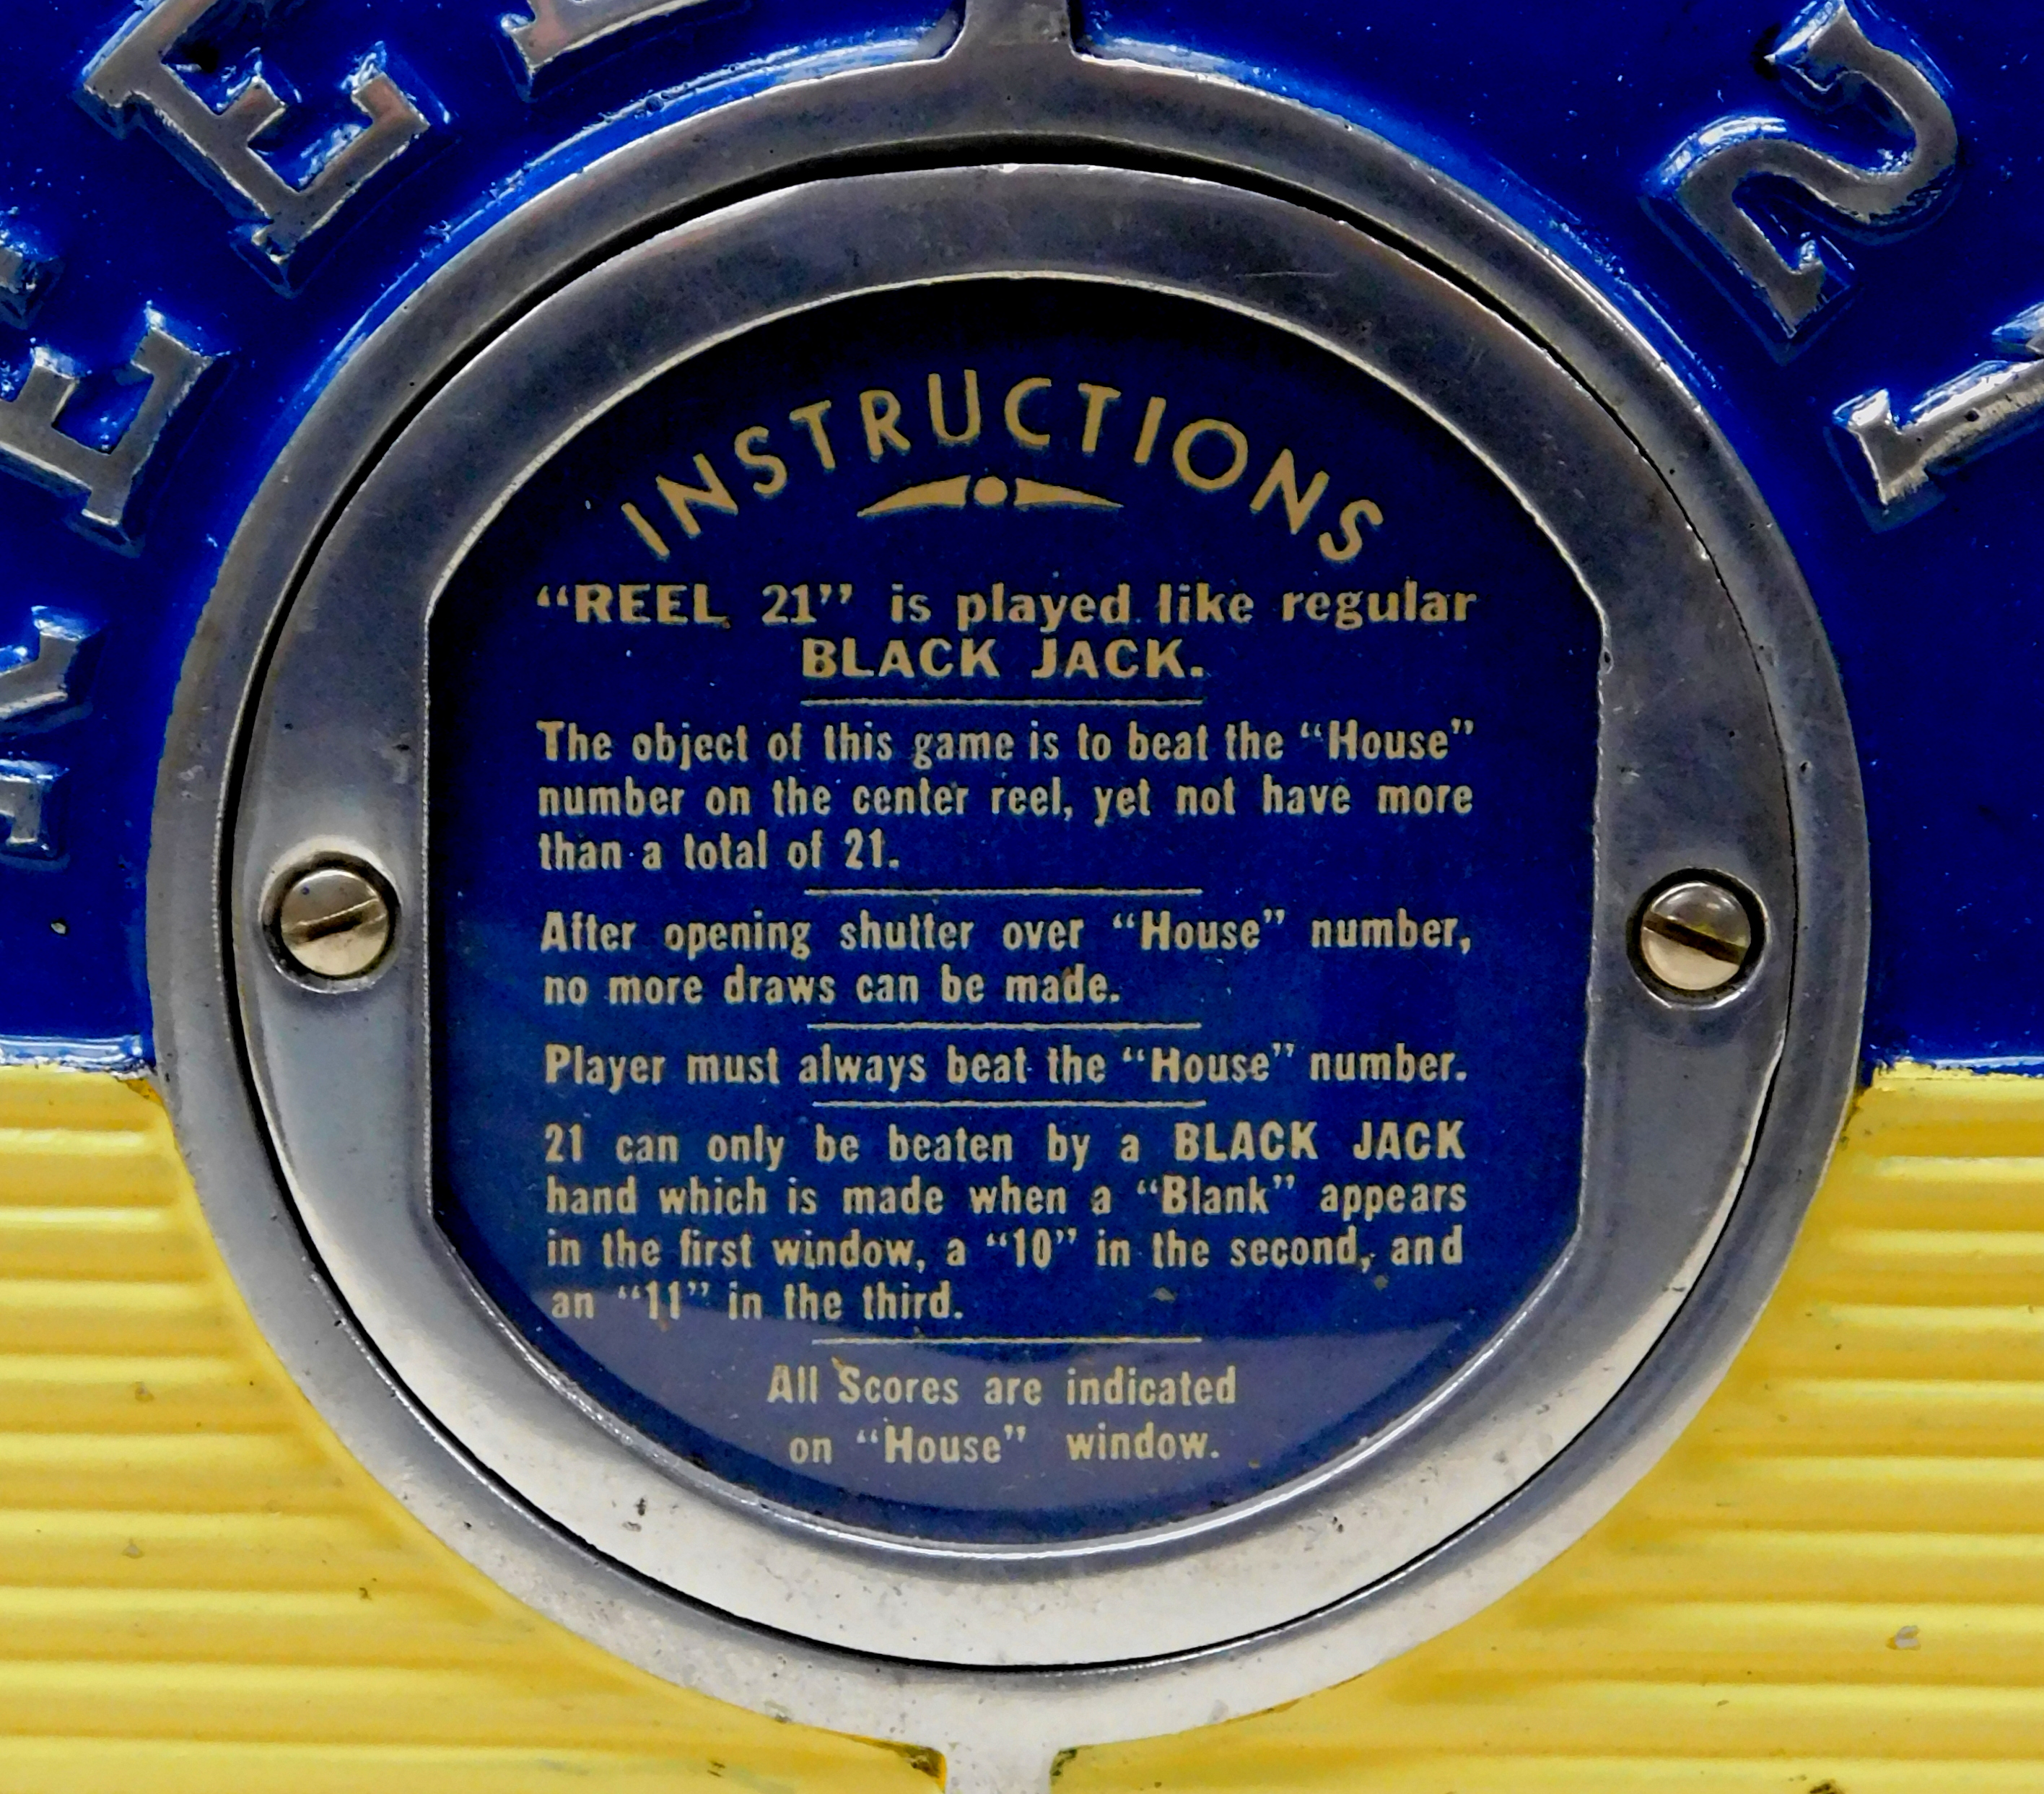 REEL 21
INSTRUCTIONS
“REEL 21” is played like regular
BLACK JACK.
The object of this game is to beat the “House”
number on the center reel, yet not have more
than a total of 21.
After opening shutter over “House” number,
no more draws can be made.
Player must always beat the “House” number.
21 can only be beaten by a BLACK JACK
hand which is made when a “Blank” appears
in the first window, a “10” in the second, and
an “11” in the third.
All Scores are indicated
on “House” window.